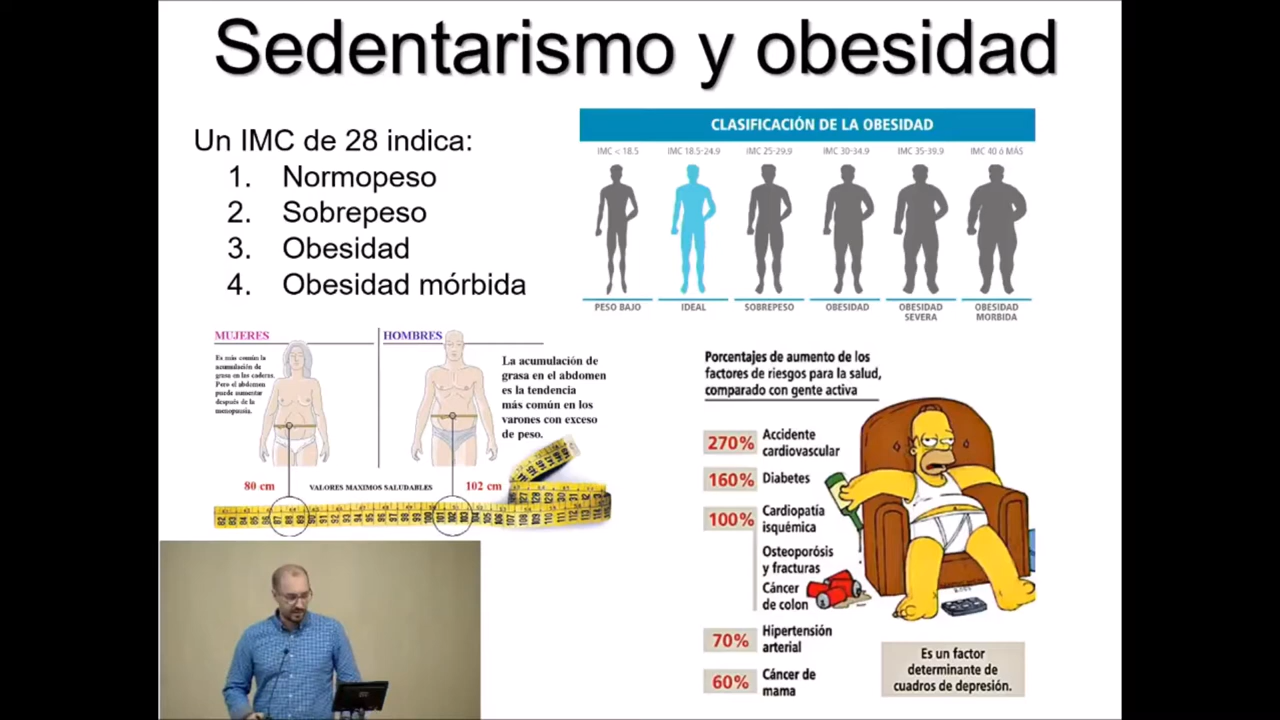 Sedentarismo y obesidad
Un IMC de 28 indica:
1. Normopeso
2. Sobrepeso
3. Obesidad
4. Obesidad mórbida
CLASIFICACIÓN DE LA OBESIDAD
IMC < 18.5
IMC 18.5-24.9
IMC 25-29.9
IMC 30-34.9
IMC 35-39.9
IMC 40 ó MÁS
PESO BAJO
IDEAL
SOBREPESO
OBESIDAD
OBESIDAD
SEVERA
OBESIDAD
MORBIDA
MUJERES
Es más común la
acumulación de
grasa en las caderas.
Pero el abdomen
puede aumentar
después de la
menopausia.
HOMBRES
La acumulación de
grasa en el abdomen
es la tendencia
más común en los
varones con exceso
de peso.
80 cm
VALORES MAXIMOS SALUDABLES
102 cm
Porcentajes de aumento de los
factores de riesgos para la salud,
comparado con gente activa
270% Accidente
cardiovascular
160% Diabetes
100% Cardiopatía
isquémica
Osteoporósis
y fracturas
Cáncer
de colon
70% Hipertensión
arterial
60% Cáncer de
mama
Es un factor
determinante de
cuadros de depresión.